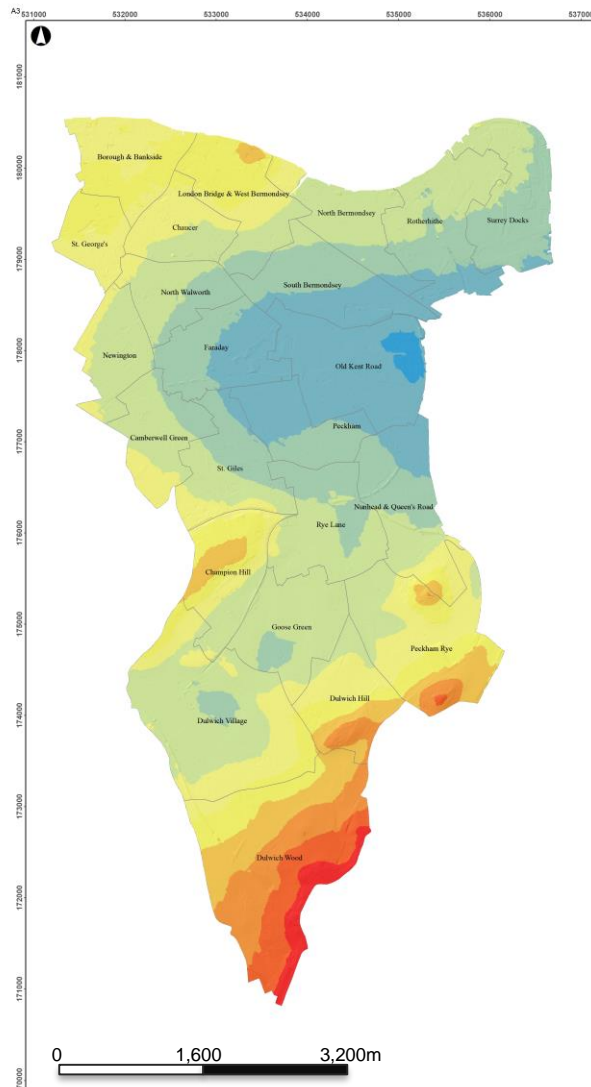 A3
531000 532000 533000 534000 535000 536000 537000
181000
180000
179000
178000
177000
176000
175000
174000
173000
172000
171000
170000
Borough & Bankside
London Bridge & West Bermondsey
North Bermondsey
Rotherhithe
Surrey Docks
Chaucer
St. George's
South Bermondsey
North Walworth
Faraday
Newington
Old Kent Road
Peckham
Camberwell Green
St. Giles
Nunhead & Queen's Road
Rye Lane
Champion Hill
Goose Green
Peckham Rye
Dulwich Hill
Dulwich Village
Dulwich Wood
0 1,600 3,200m